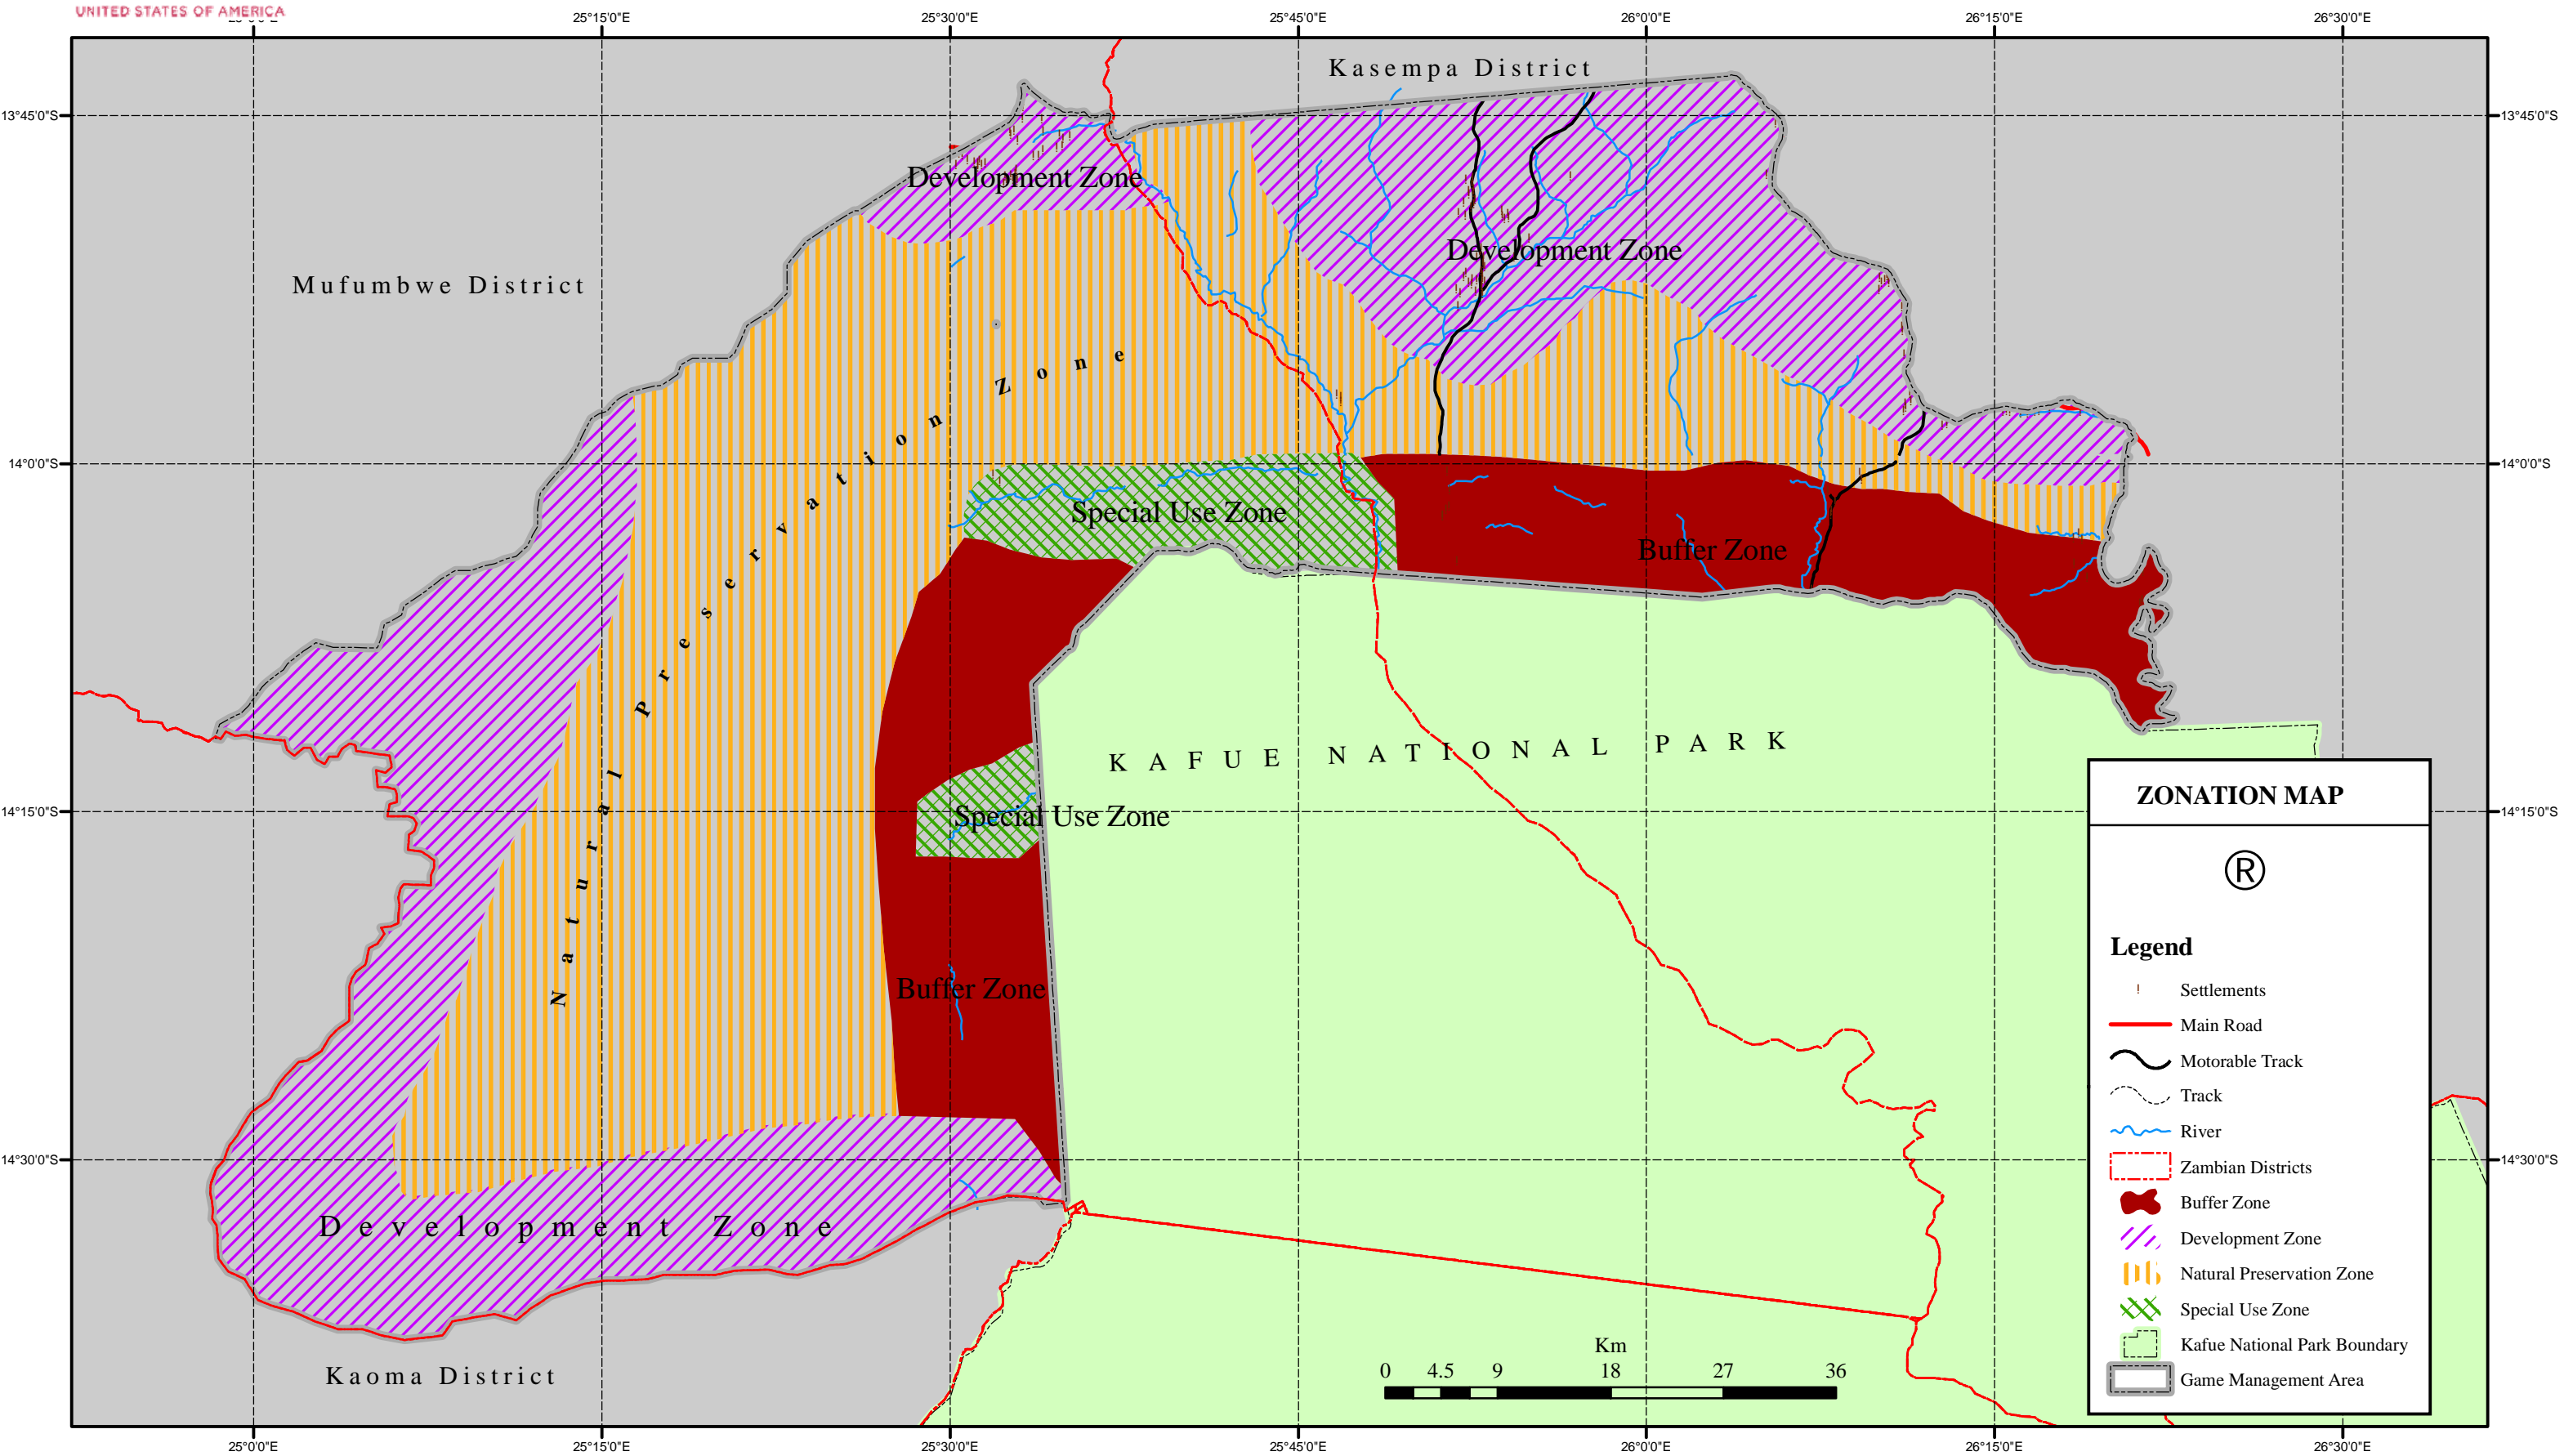 UNITED STATES OF AMERICA
25°15'0"E
25°30'0"E
25°45'0"E
26°0'0"E
26°15'0"E
26°30'0"E
Kasempa District
13°45'0"S
13°45'0"S
Development Zone
Development Zone
Mufumbwe District
Natural Preservation Zone
14°0'0"S
14°0'0"S
Special Use Zone
Buffer Zone
KAFUE NATIONAL PARK
14°15'0"S
14°15'0"S
Special Use Zone
Buffer Zone
14°30'0"S
14°30'0"S
Development Zone
Kaoma District
ZONATION MAP
®
Legend
Settlements
Main Road
Motorable Track
Track
River
Zambian Districts
Buffer Zone
Development Zone
Natural Preservation Zone
Special Use Zone
Kafue National Park Boundary
Game Management Area
Km
0 4.5 9 18 27 36
25°0'0"E
25°15'0"E
25°30'0"E
25°45'0"E
26°0'0"E
26°15'0"E
26°30'0"E